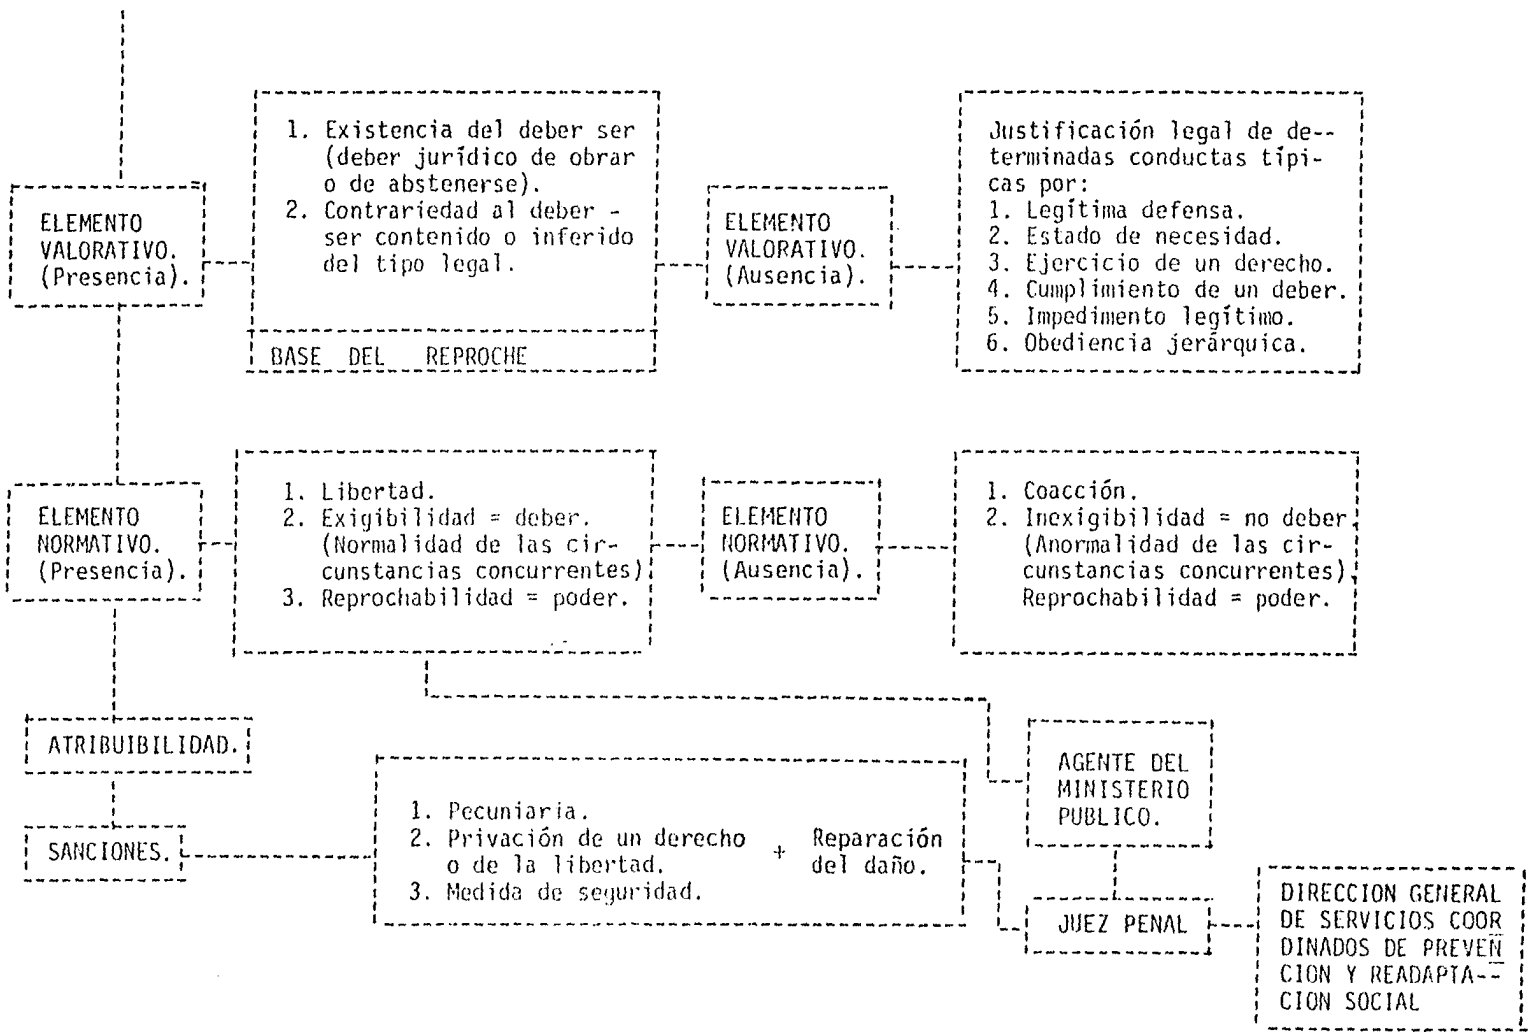 1. Existencia del deber ser
(deber jurídico de obrar
o de abstenerse).
2. Contrariedad al deber -
ser contenido o inferido
del tipo legal.
BASE DEL REPROCHE
ELEMENTO
VALORATIVO.
(Presencia).
ELEMENTO
VALORATIVO.
(Ausencia).
Justificación legal de de--
terminadas conductas típi-
cas por:
1. Legítima defensa.
2. Estado de necesidad.
3. Ejercicio de un derecho.
4. Cumplimiento de un deber.
5. Impedimento legítimo.
6. Obediencia jerárquica.
ELEMENTO
NORMATIVO.
(Presencia).
1. Libertad.
2. Exigibilidad = deber.
(Normalidad de las cir-
cunstancias concurrentes)
3. Reprochabilidad = poder.
ELEMENTO
NORMATIVO.
(Ausencia).
1. Coacción.
2. Inexigibilidad = no deber.
(Anormalidad de las cir-
cunstancias concurrentes).
Reprochabilidad = poder.
ATRIBUIBILIDAD.
SANCIONES.
1. Pecuniaria.
2. Privación de un derecho
o de la libertad.
3. Medida de seguridad.
+
Reparación
del daño.
AGENTE DEL
MINISTERIO
PUBLICO.
JUEZ PENAL
DIRECCION GENERAL
DE SERVICIOS COOR
DINADOS DE PREVEN
CION Y READAPTA--
CION SOCIAL